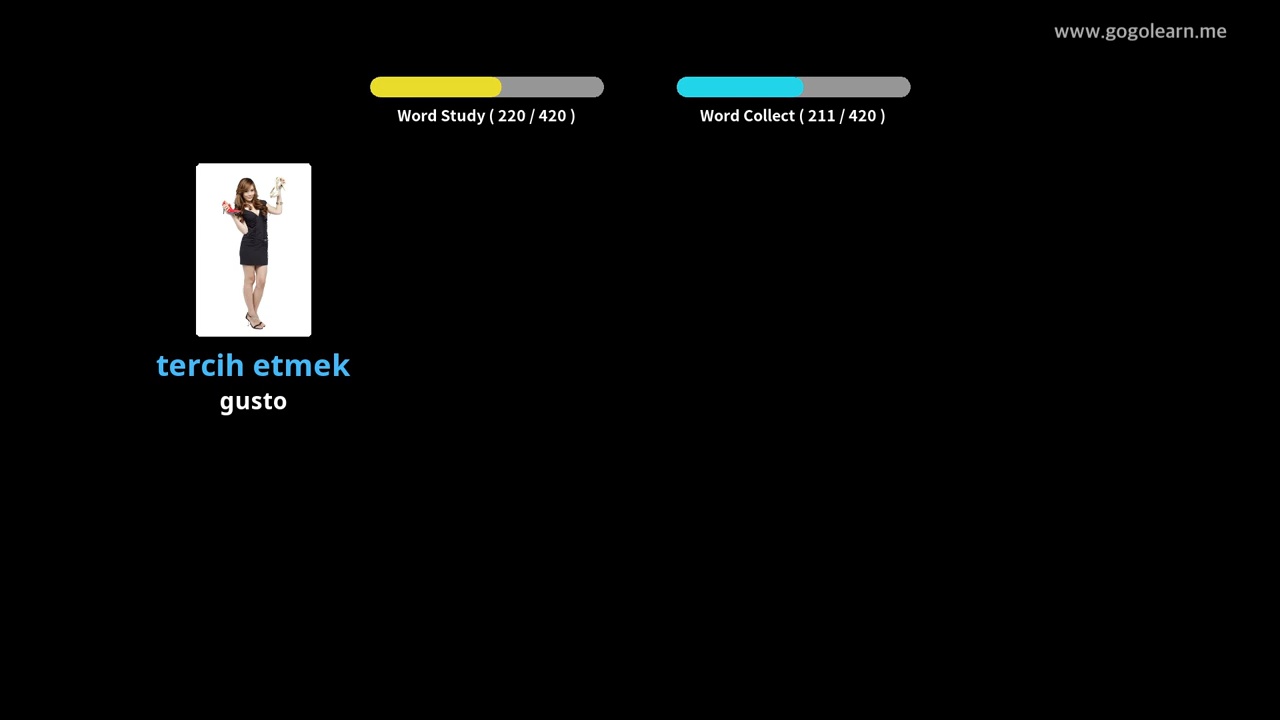 www.gogolearn.me
Word Study ( 220 / 420 )
Word Collect ( 211 / 420 )
tercih etmek
gusto